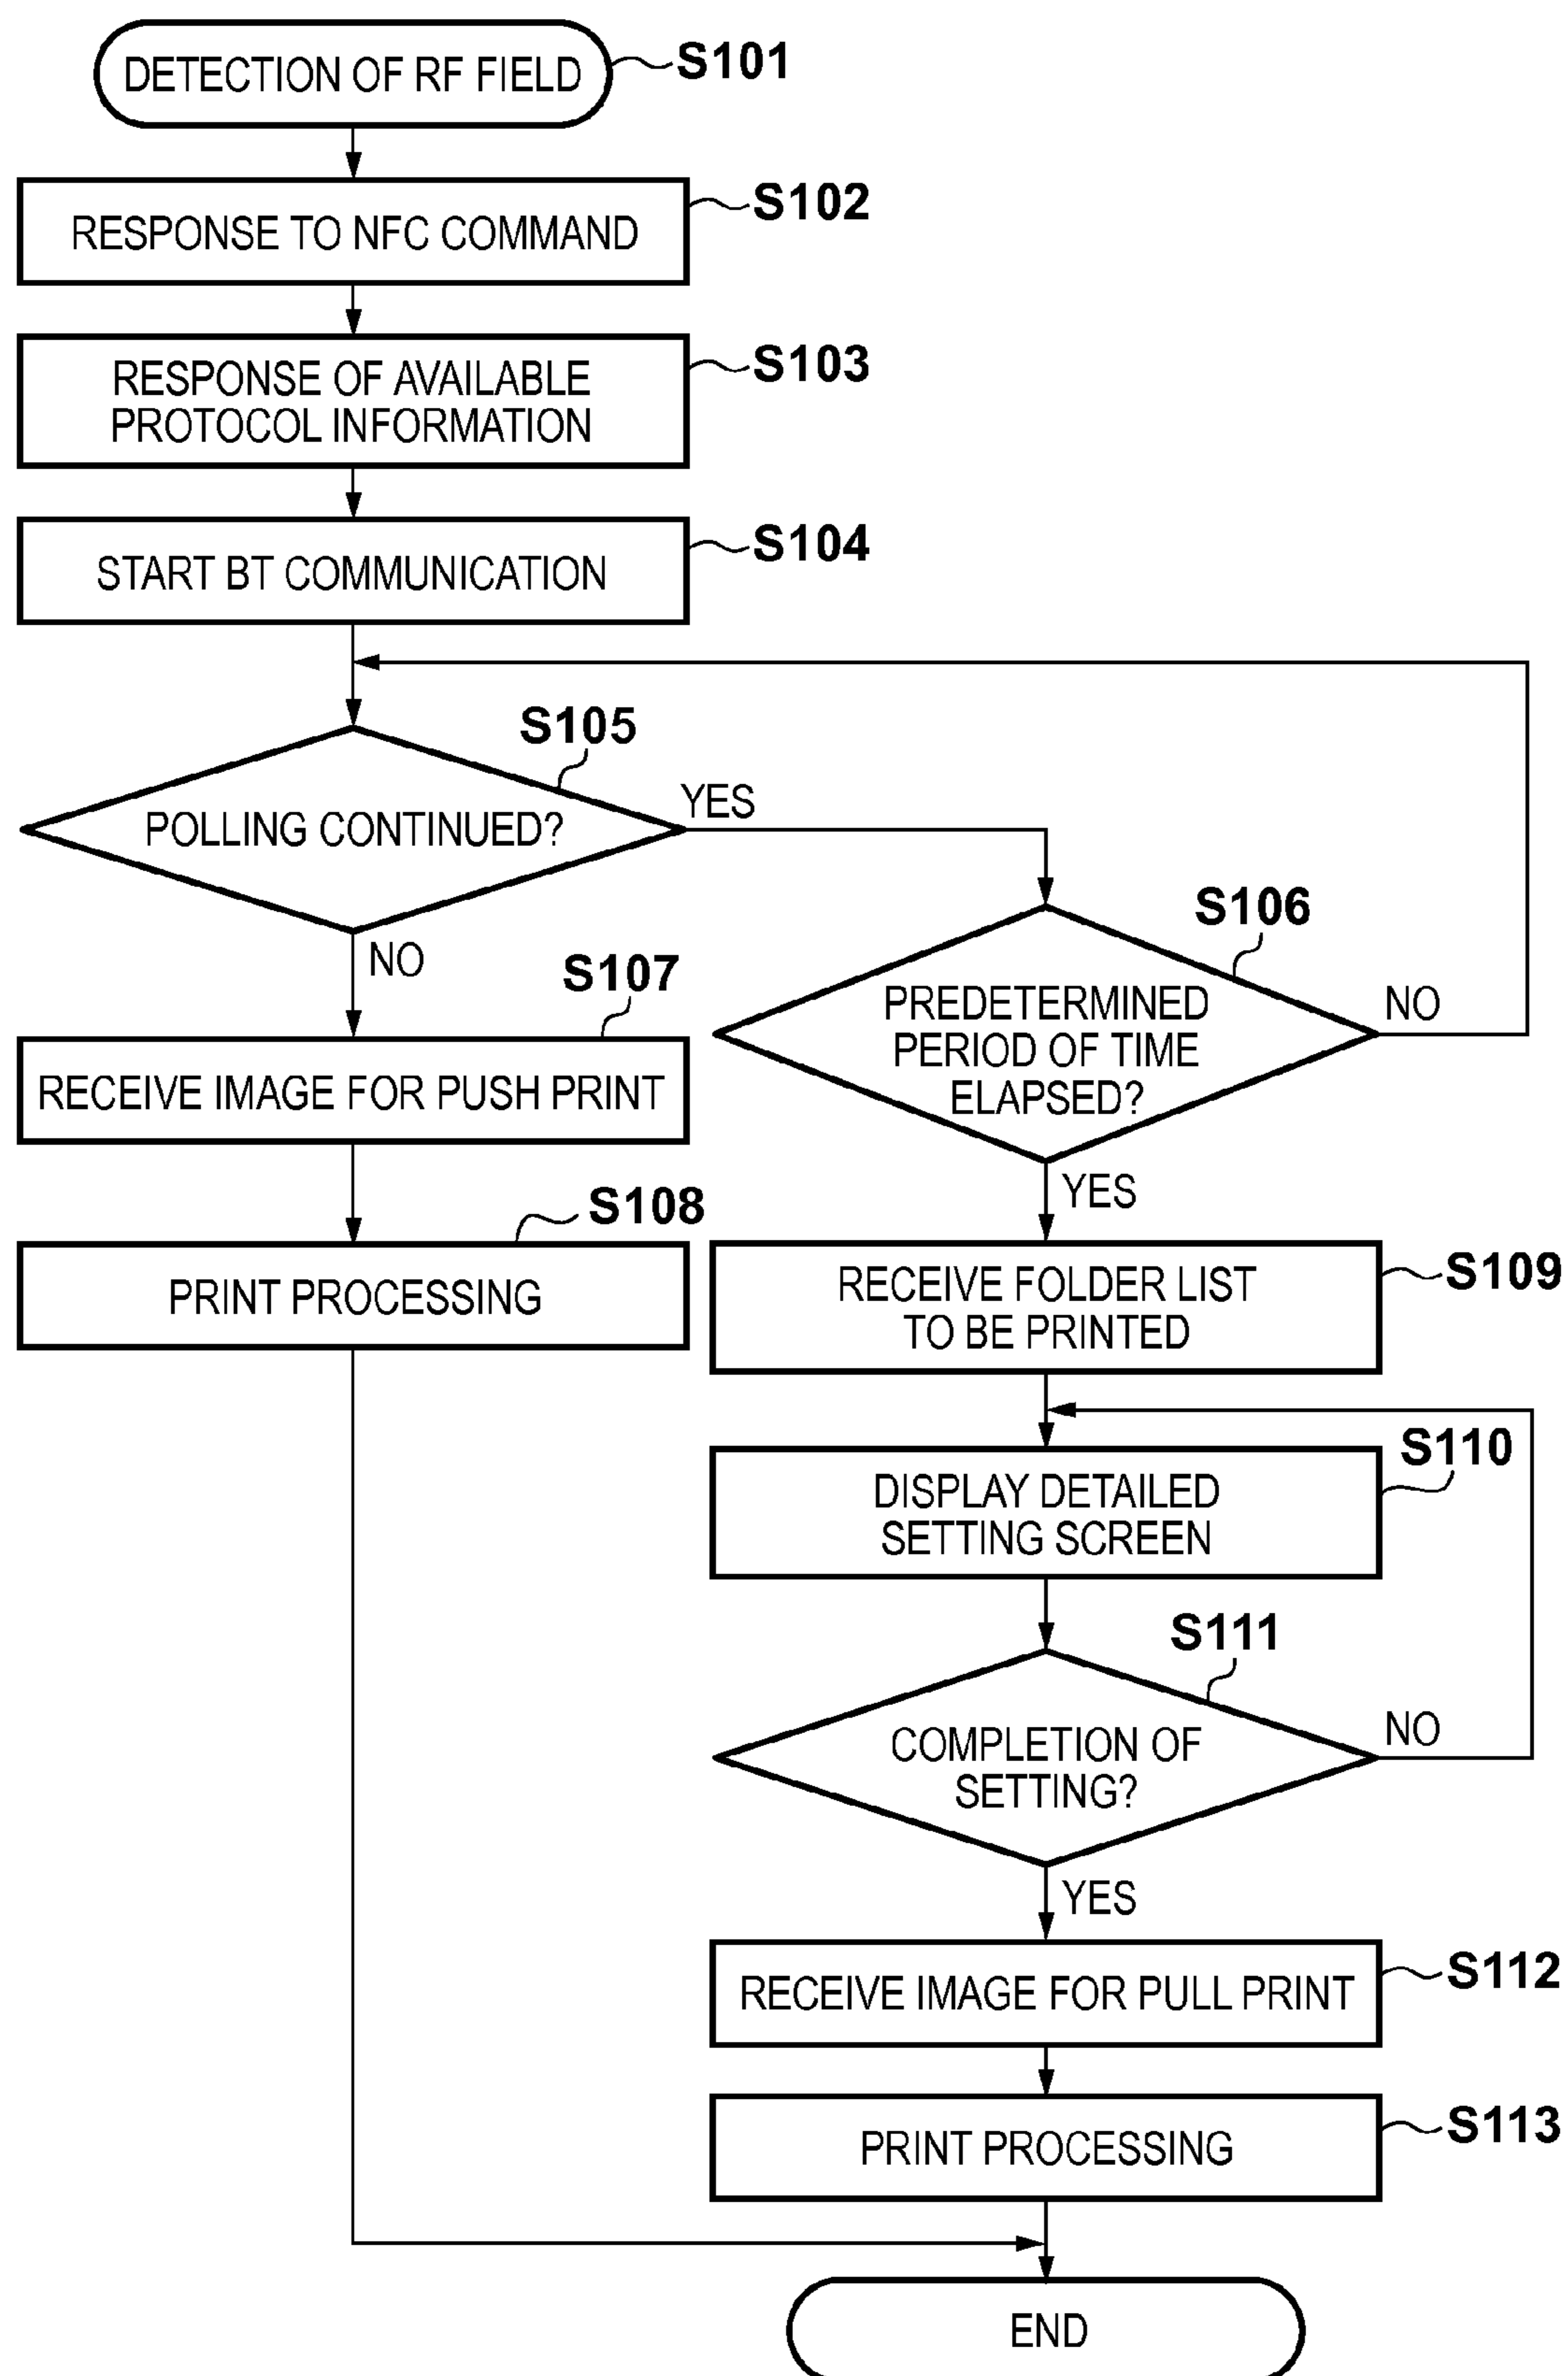 DETECTION OF RF FIELD
S101
RESPONSE TO NFC COMMAND
S102
RESPONSE OF AVAILABLE
PROTOCOL INFORMATION
S103
START BT COMMUNICATION
S104
S105
POLLING CONTINUED?
YES
NO
S106
PREDETERMINED
PERIOD OF TIME
ELAPSED?
NO
YES
S107
RECEIVE IMAGE FOR PUSH PRINT
S108
PRINT PROCESSING
RECEIVE FOLDER LIST
TO BE PRINTED
S109
S110
DISPLAY DETAILED
SETTING SCREEN
S111
COMPLETION OF
SETTING?
NO
YES
RECEIVE IMAGE FOR PULL PRINT
S112
PRINT PROCESSING
S113
END